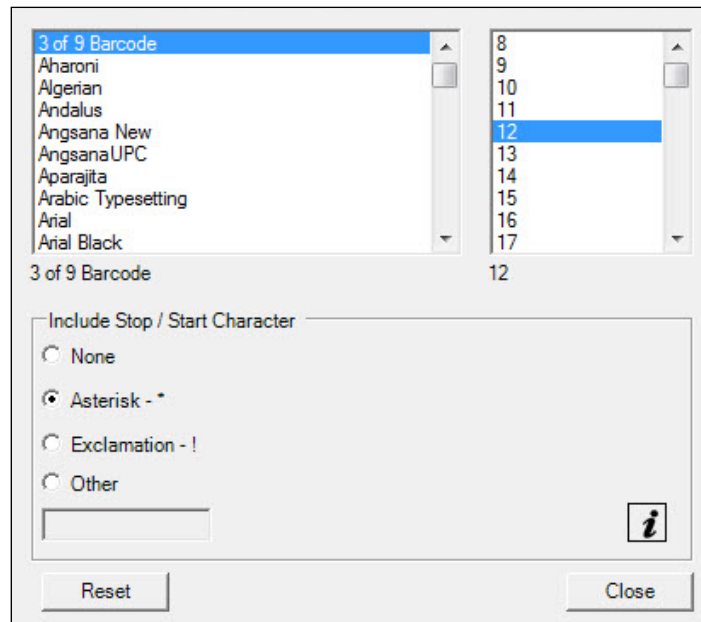 3 of 9 Barcode
Aharoni
Algerian
Andalus
Angsana New
AngsanaUPC
Aparajita
Arabic Typesetting
Arial
Arial Black
8
9
10
11
12
13
14
15
16
17
3 of 9 Barcode
12
Include Stop / Start Character
None
Asterisk - *
Exclamation - !
Other
i
Reset
Close